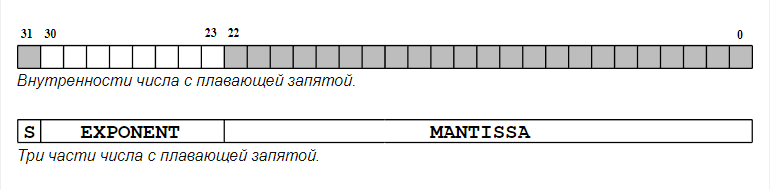 31 30 23 22 0
Внутренности числа с плавающей запятой.
S EXPONENT MANTISSA
Три части числа с плавающей запятой.